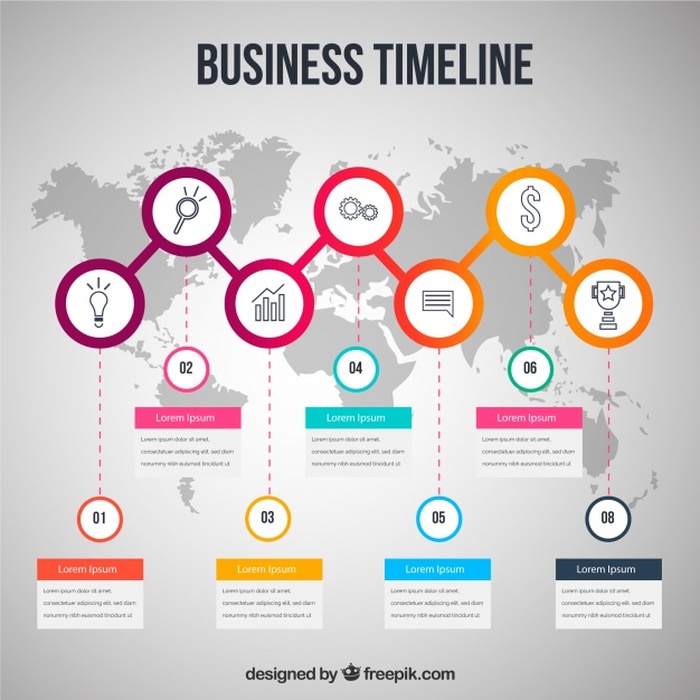 BUSINESS TIMELINE
02
04
06
Lorem Ipsum
Lorem ipsum dolor sit amet,
consectetuer adipiscing elit, sed diam
nonummy nibh euismod tincidunt ut
Lorem Ipsum
Lorem ipsum dolor sit amet,
consectetuer adipiscing elit, sed diam
nonummy nibh euismod tincidunt ut
Lorem Ipsum
Lorem ipsum dolor sit amet,
consectetuer adipiscing elit, sed diam
nonummy nibh euismod tincidunt ut
01
03
05
08
Lorem Ipsum
Lorem ipsum dolor sit amet,
consectetuer adipiscing elit, sed diam
nonummy nibh euismod tincidunt ut
Lorem Ipsum
Lorem ipsum dolor sit amet,
consectetuer adipiscing elit, sed diam
nonummy nibh euismod tincidunt ut
Lorem Ipsum
Lorem ipsum dolor sit amet,
consectetuer adipiscing elit, sed diam
nonummy nibh euismod tincidunt ut
Lorem Ipsum
Lorem ipsum dolor sit amet,
consectetuer adipiscing elit, sed diam
nonummy nibh euismod tincidunt ut
designed by freepik.com